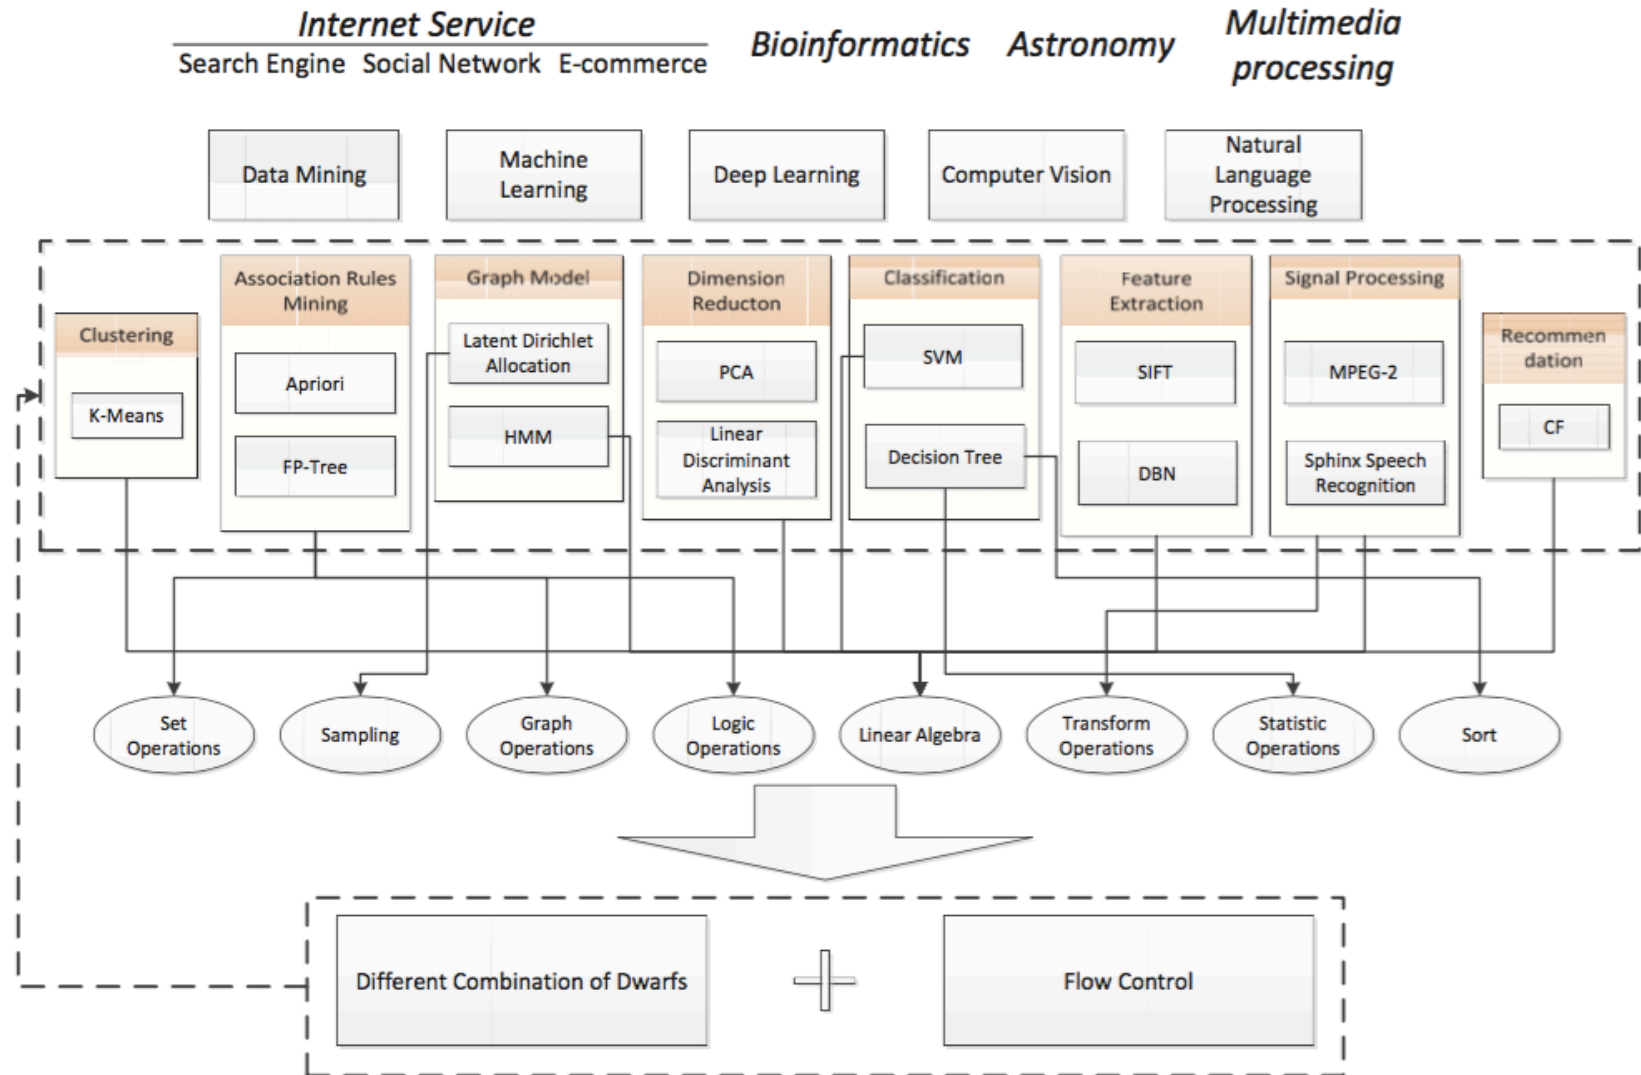 Internet Service
Search Engine Social Network E-commerce
Bioinformatics
Astronomy
Multimedia
processing
Data Mining
Machine
Learning
Deep Learning
Computer Vision
Natural
Language
Processing
Clustering
K-Means
Association Rules
Mining
Apriori
FP-Tree
Graph Model
Latent Dirichlet
Allocation
HMM
Dimension
Reducton
PCA
Linear
Discriminant
Analysis
Classification
SVM
Decision Tree
Feature
Extraction
SIFT
DBN
Signal Processing
MPEG-2
Sphinx Speech
Recognition
Recommen
dation
CF
Set
Operations
Sampling
Graph
Operations
Logic
Operations
Linear Algebra
Transform
Operations
Statistic
Operations
Sort
Different Combination of Dwarfs
Flow Control